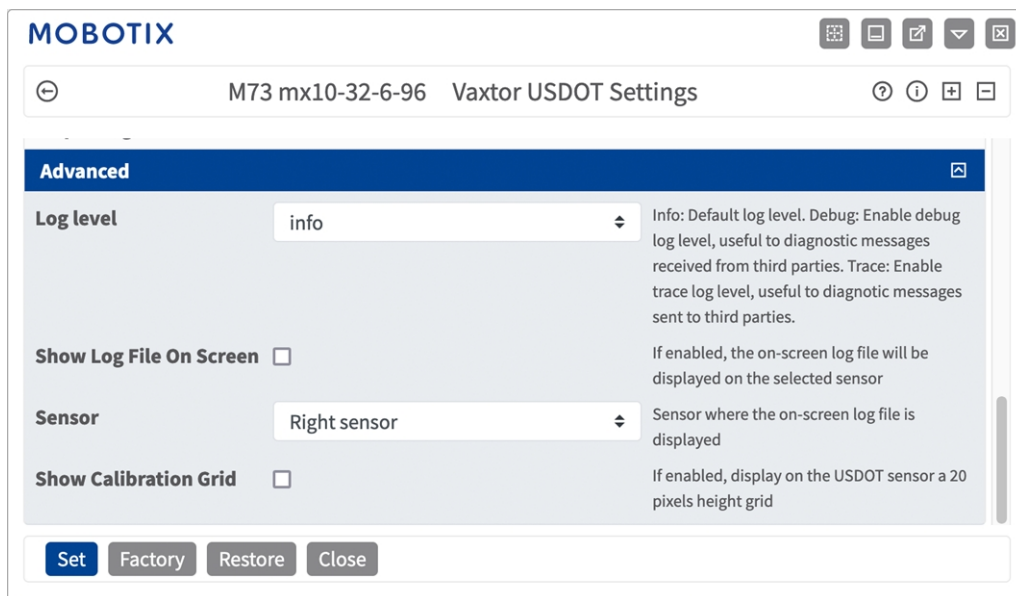 MOBOTIX
M73 mx10-32-6-96 Vaxtor USDOT Settings
Advanced
Log level
info
Info: Default log level. Debug: Enable debug
log level, useful to diagnostic messages
received from third parties. Trace: Enable
trace log level, useful to diagnotic messages
sent to third parties.
Show Log File On Screen
If enabled, the on-screen log file will be
displayed on the selected sensor
Sensor
Right sensor
Sensor where the on-screen log file is
displayed
Show Calibration Grid
If enabled, display on the USDOT sensor a 20
pixels height grid
Set
Factory
Restore
Close